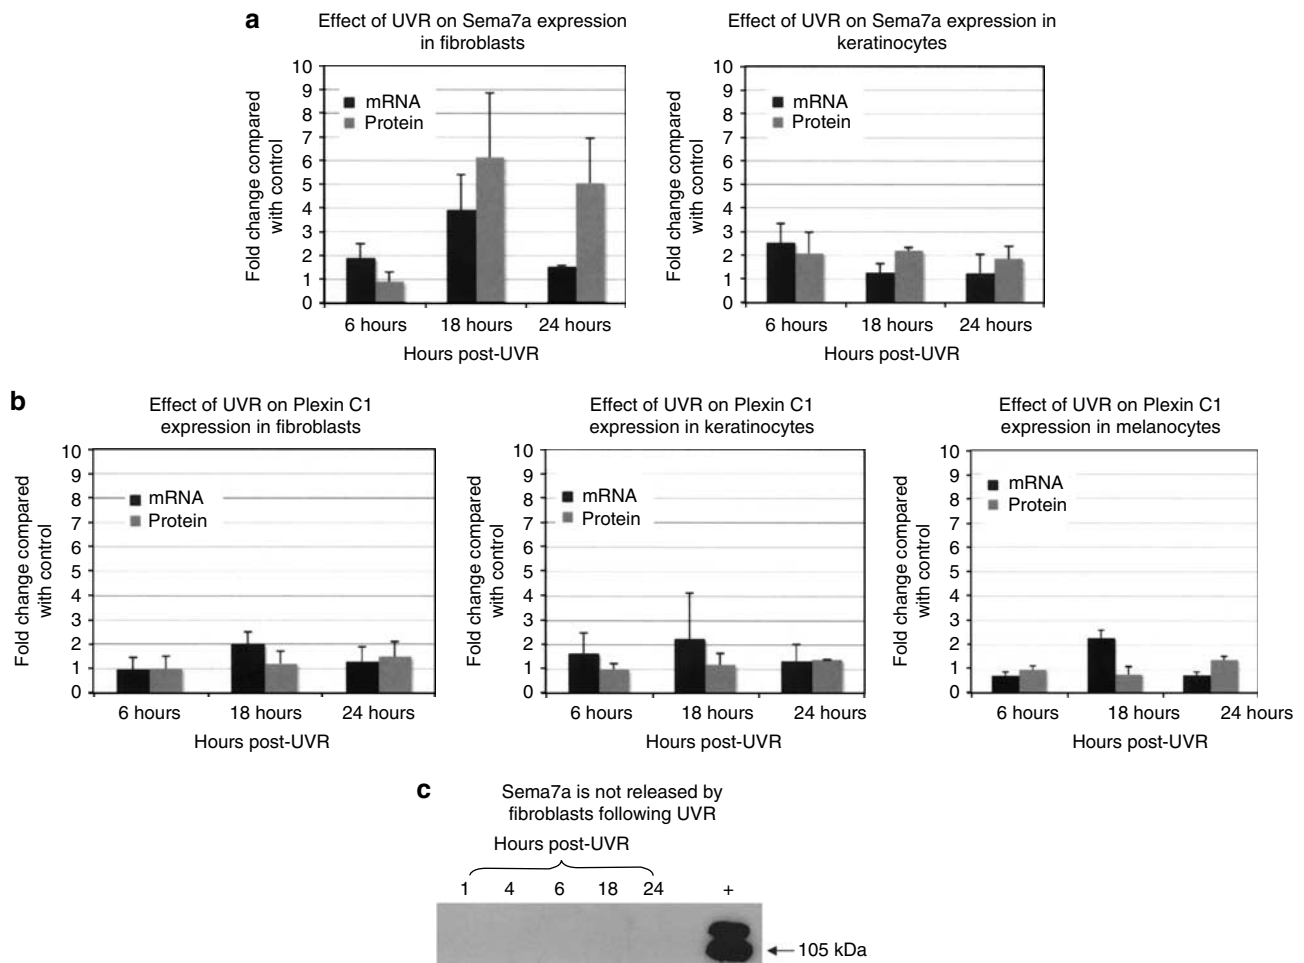 a
Effect of UVR on Sema7a expression
in fibroblasts
Fold change compared
with control
10
9
8
7
6
5
4
3
2
1
0
mRNA
Protein
6 hours 18 hours 24 hours
Hours post-UVR
Effect of UVR on Sema7a expression in
keratinocytes
Fold change compared
with control
10
9
8
7
6
5
4
3
2
1
0
mRNA
Protein
6 hours 18 hours 24 hours
Hours post-UVR
b
Effect of UVR on Plexin C1
expression in fibroblasts
Fold change compared
with control
10
9
8
7
6
5
4
3
2
1
0
mRNA
Protein
6 hours 18 hours 24 hours
Hours post-UVR
Effect of UVR on Plexin C1
expression in keratinocytes
Fold change compared
with control
10
9
8
7
6
5
4
3
2
1
0
mRNA
Protein
6 hours 18 hours 24 hours
Hours post-UVR
Effect of UVR on Plexin C1
expression in melanocytes
Fold change compared
with control
10
9
8
7
6
5
4
3
2
1
0
mRNA
Protein
6 hours 18 hours 24 hours
Hours post-UVR
c
Sema7a is not released by
fibroblasts following UVR
Hours post-UVR
1 4 6 18 24 +
105 kDa